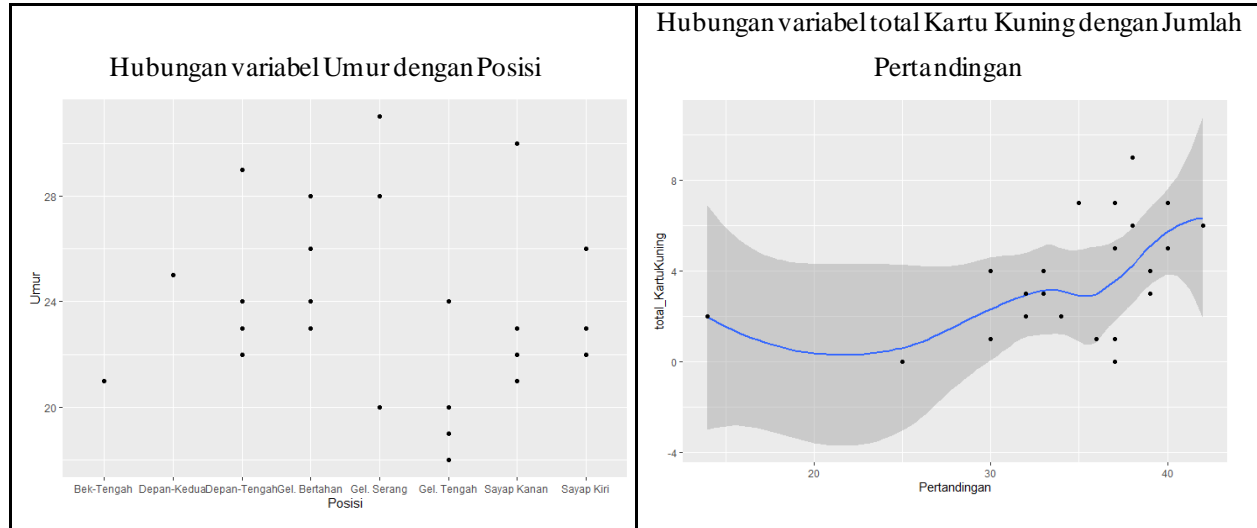 Hubungan variabel Umur dengan Posisi
28
24
20
Umur
Bek-Tengah Depan-Kedua Depan-Tengah Gel. Bertahan Gel. Serang Gel. Tengah Sayap Kanan Sayap Kiri
Posisi
Hubungan variabel total Kartu Kuning dengan Jumlah
Pertandingan
8
4
0
-4
total_KartuKuning
20 30 40
Pertandingan